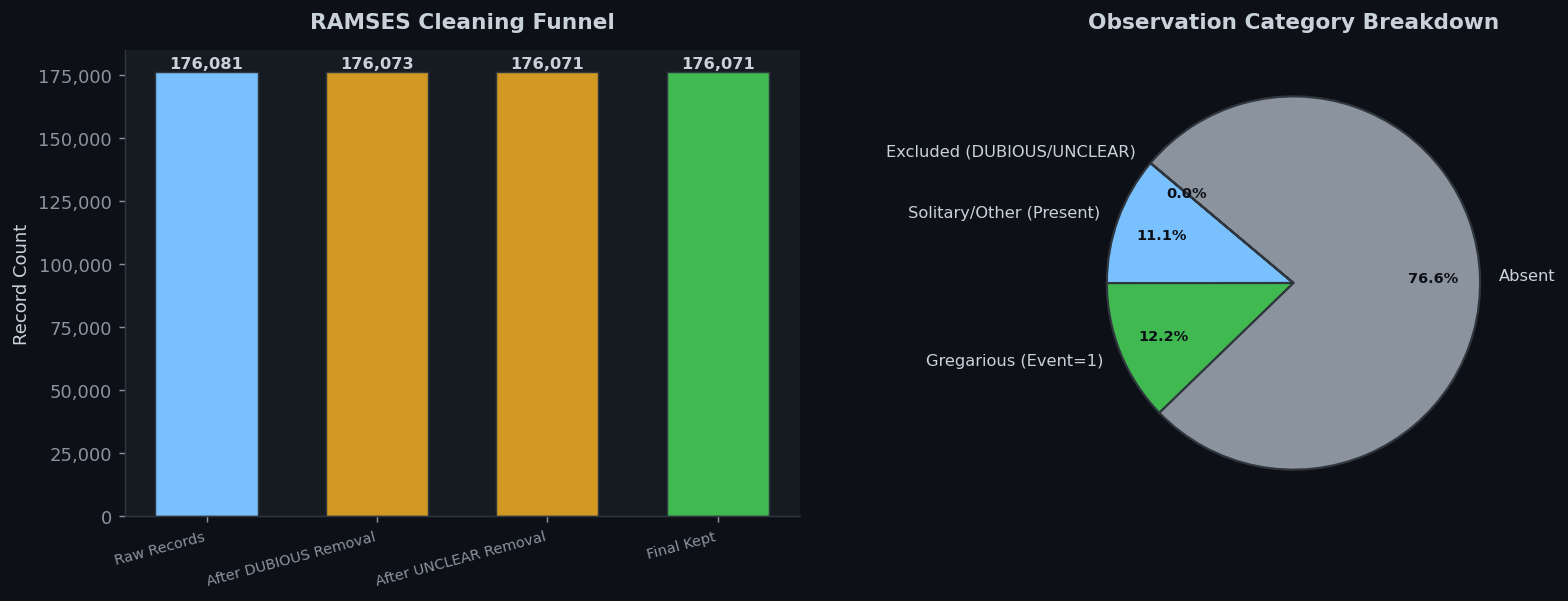 RAMSES Cleaning Funnel
176,081
176,073
176,071
176,071
175,000
150,000
125,000
100,000
75,000
50,000
25,000
0
Record Count
Raw Records
After DUBIOUS Removal
After UNCLEAR Removal
Final Kept
Observation Category Breakdown
Excluded (DUBIOUS/UNCLEAR)
0.0%
Solitary/Other (Present)
11.1%
76.6%
Absent
12.2%
Gregarious (Event=1)